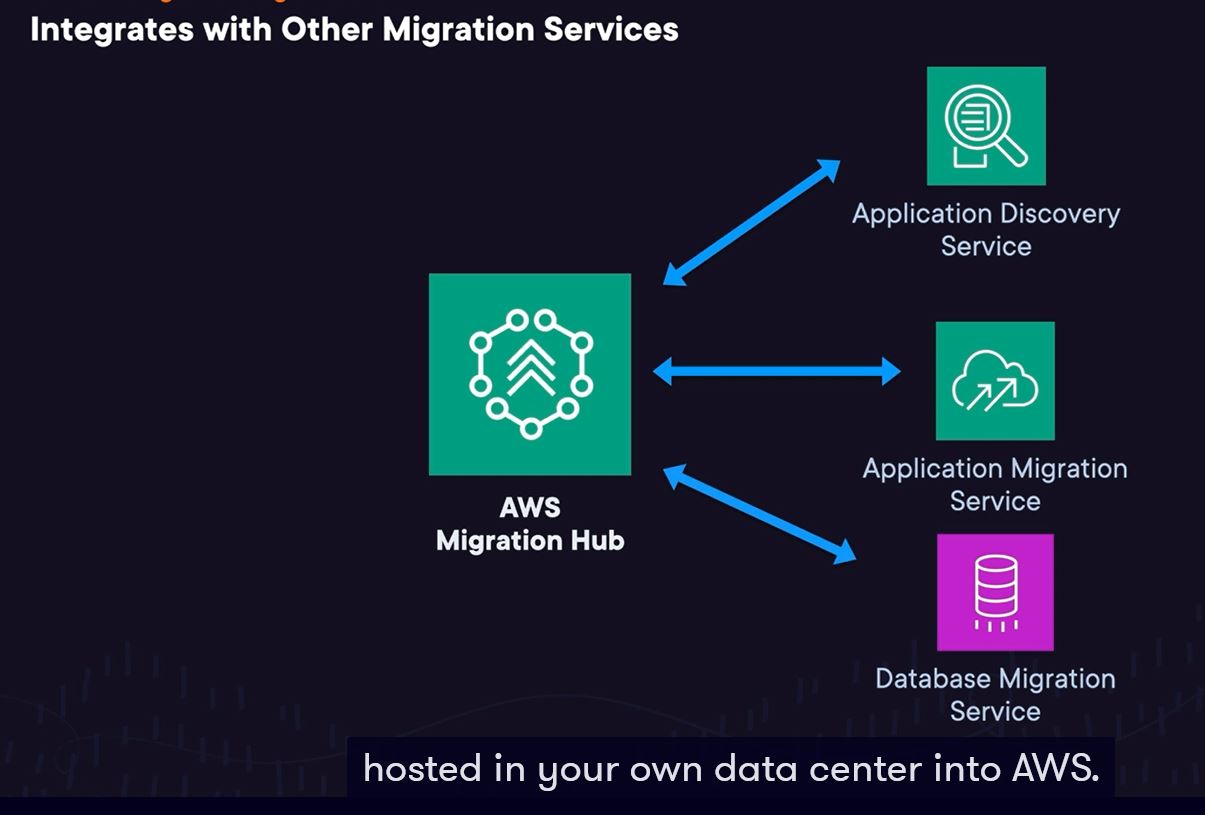 Integrates with Other Migration Services
Application Discovery
Service
AWS
Migration Hub
Application Migration
Service
Database Migration
Service
hosted in your own data center into AWS.